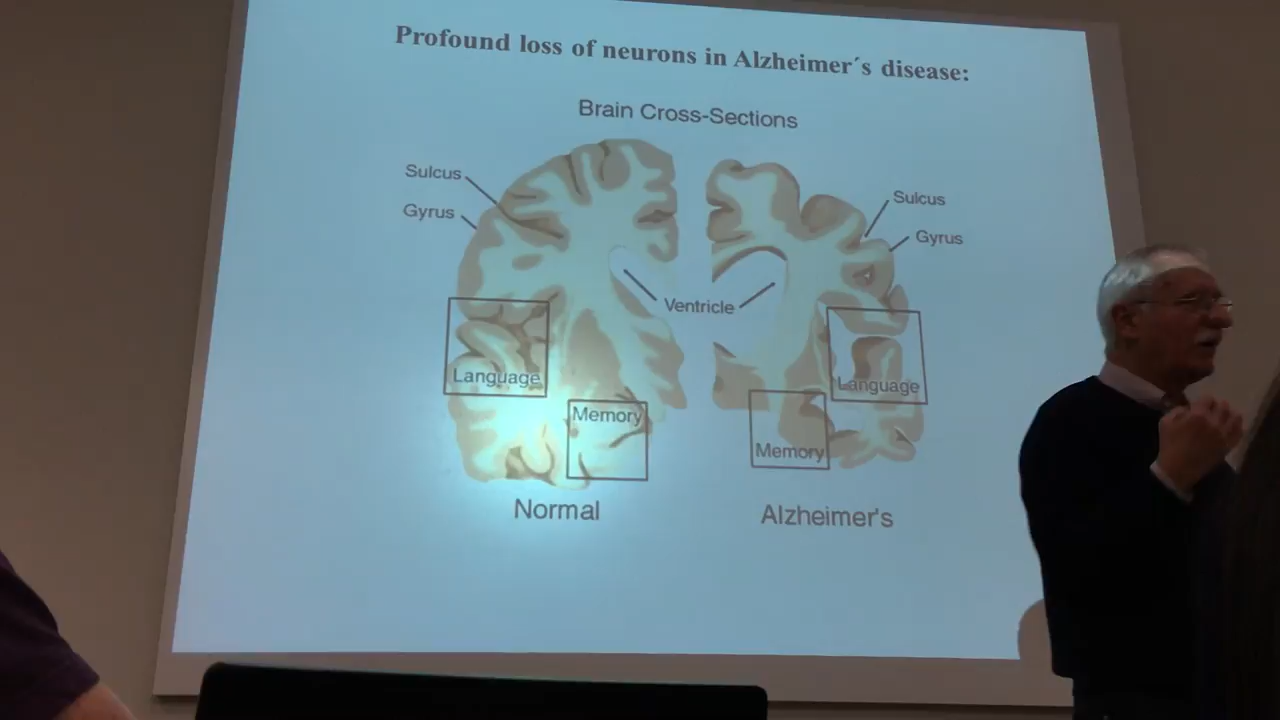 Profound loss of neurons in Alzheimer´s disease:
Brain Cross-Sections
Sulcus
Gyrus
Sulcus
Gyrus
Ventricle
Language
Memory
Language
Memory
Normal
Alzheimer's